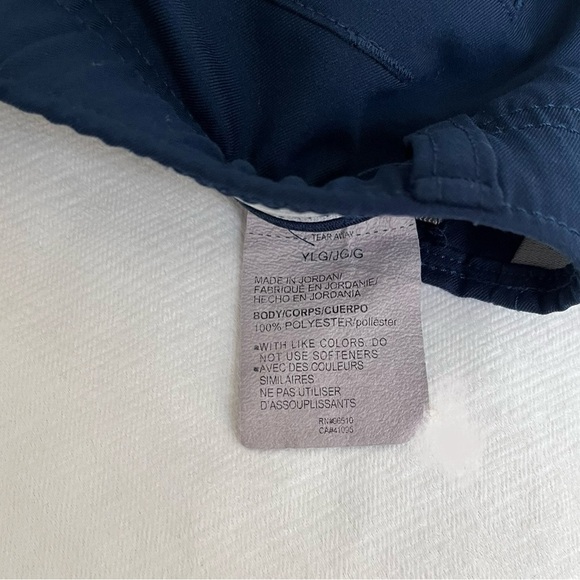 TEAR AWAY
YLG/JG/G
MADE IN JORDAN/
FABRIQUÉ EN JORDANIE/
HECHO EN JORDANIA
BODY/CORPS/CUERPO
100% POLYESTER/poliéster
▪WITH LIKE COLORS. DO
NOT USE SOFTENERS
▪AVEC DES COULEURS
SIMILAIRES
NE PAS UTILISER
D'ASSOUPLISSANTS
RN#96510
CA#41095